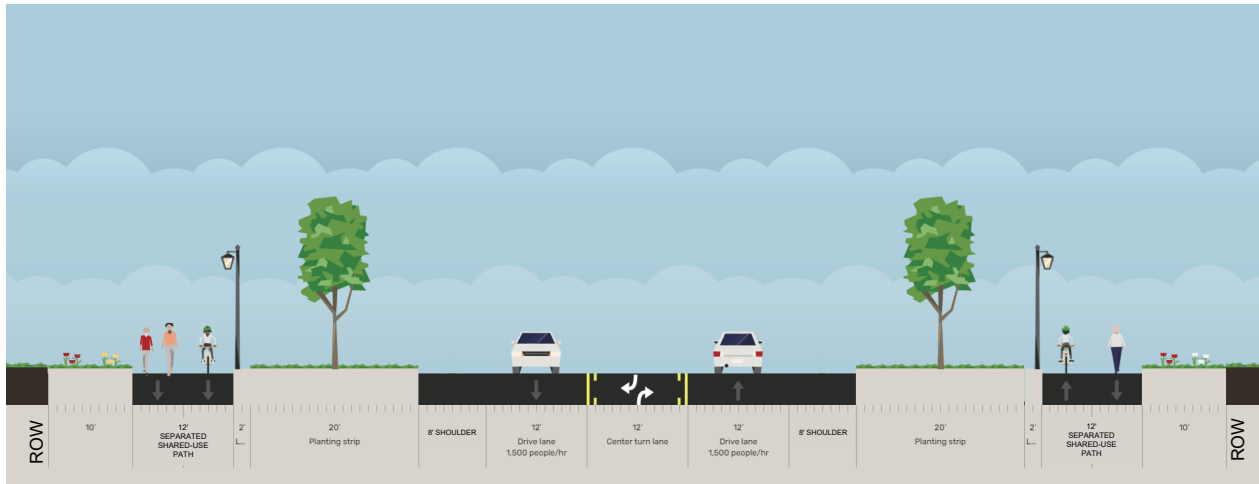 ROW
10'
12'
SEPARATED
SHARED-USE
PATH
2'
L...
20'
Planting strip
8' SHOULDER
12'
Drive lane
1,500 people/hr
12'
Center turn lane
12'
Drive lane
1,500 people/hr
8' SHOULDER
20'
Planting strip
2'
L...
12'
SEPARATED
SHARED-USE
PATH
10'
ROW